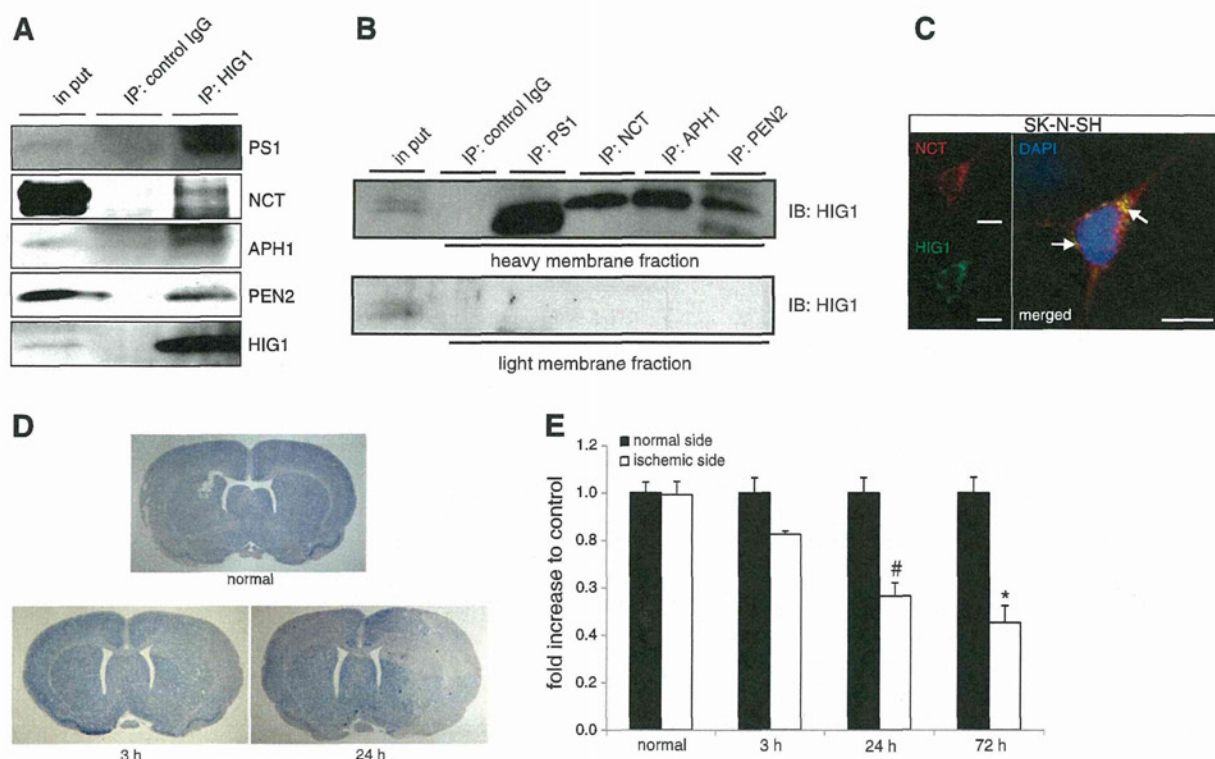 A
in put
IP: control IgG
IP: HIG1
PS1
NCT
APH1
PEN2
HIG1
B
in put
IP: control IgG
IP: PS1
IP: NCT
IP: APH1
IP: PEN2
IB: HIG1
heavy membrane fraction
IB: HIG1
light membrane fraction
C
SK-N-SH
NCT
DAPI
HIG1
merged
D
normal
3 h
24 h
E
normal side
ischemic side
fold increase to control
1.2
1.0
0.8
0.3
0.4
1.2
0.0
#
*
normal
3 h
24 h
72 h